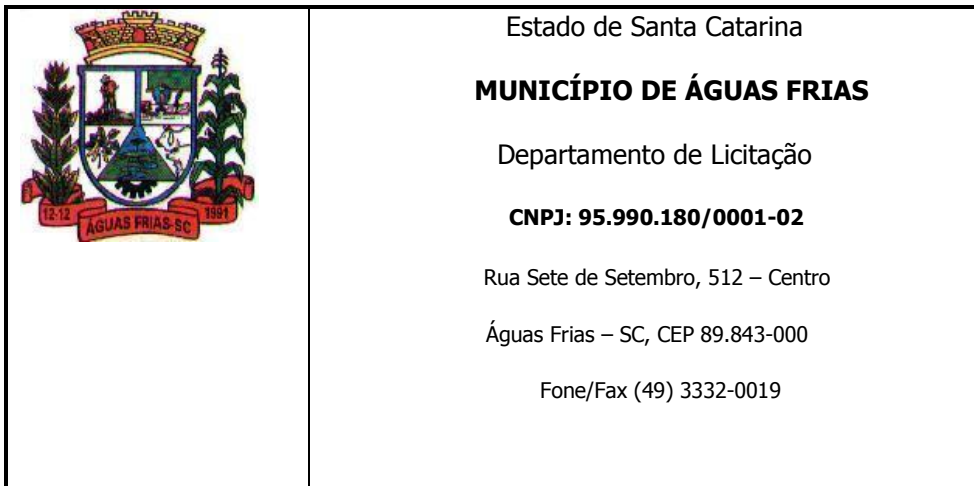 12-12
ÁGUAS FRIAS-SC
1991
Estado de Santa Catarina
MUNICÍPIO DE ÁGUAS FRIAS
Departamento de Licitação
CNPJ: 95.990.180/0001-02
Rua Sete de Setembro, 512 – Centro
Águas Frias – SC, CEP 89.843-000
Fone/Fax (49) 3332-0019